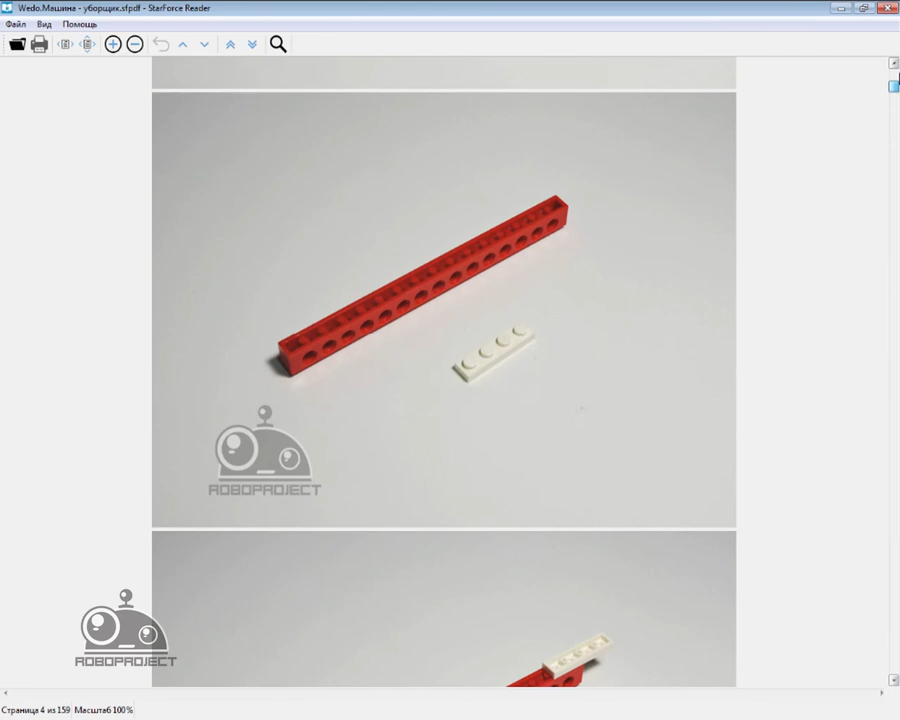 Wedo.Машина - уборщик.sfpdf - StarForce Reader
Файл Вид Помощь
ROBOPROJECT
ROBOPROJECT
Страница 4 из 159 Масштаб 100%